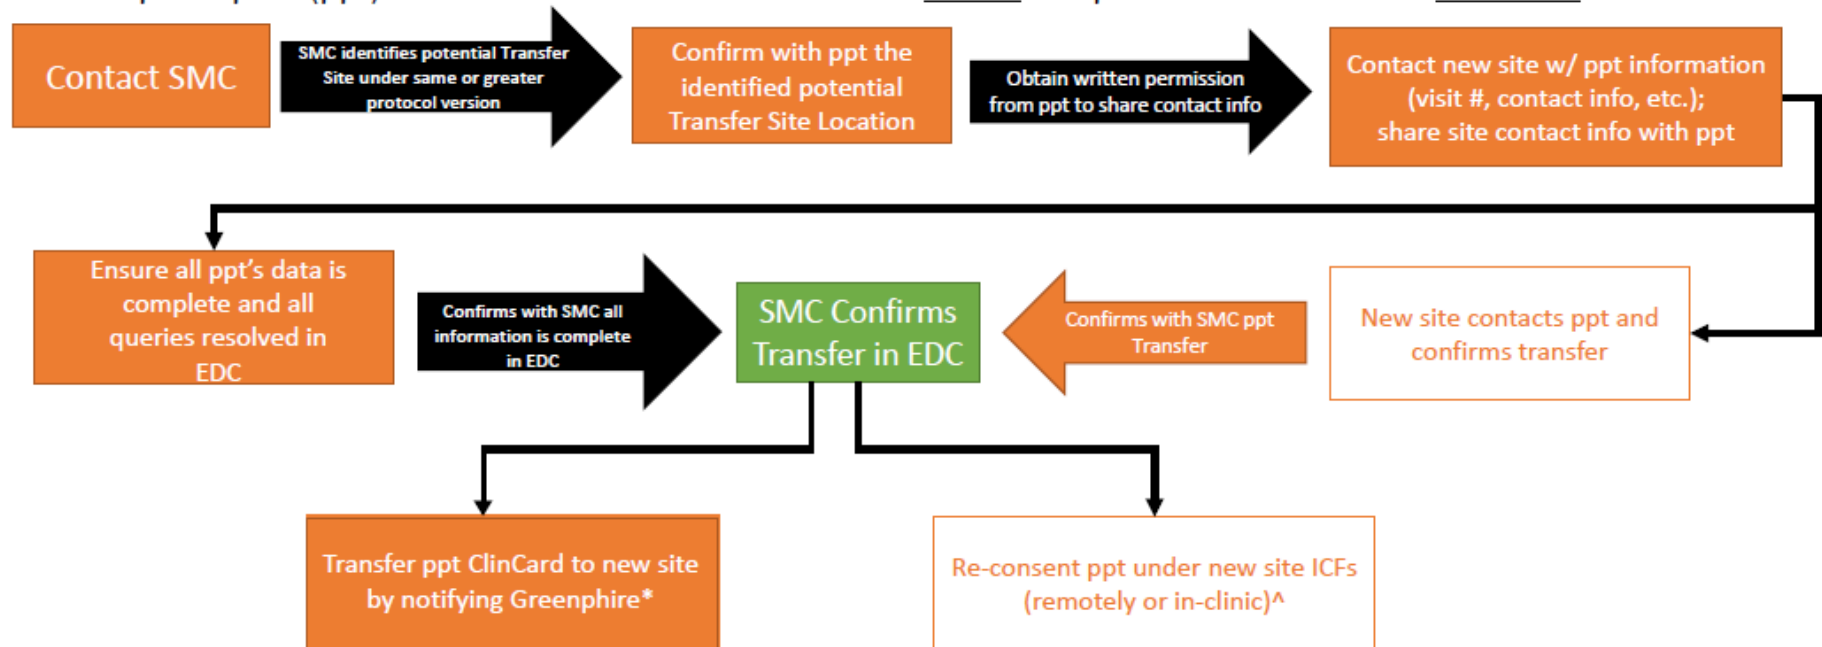 Contact SMC
SMC identifies potential Transfer
Site under same or greater
protocol version
Confirm with ppt the
identified potential
Transfer Site Location
Obtain written permission
from ppt to share contact info
Contact new site w/ ppt information
(visit #, contact info, etc.);
share site contact info with ppt
Ensure all ppt's data is
complete and all
queries resolved in
EDC
Confirms with SMC all
information is complete
in EDC
SMC Confirms
Transfer in EDC
Confirms with SMC ppt
Transfer
New site contacts ppt and
confirms transfer
Transfer ppt ClinCard to new site
by notifying Greenphire*
Re-consent ppt under new site ICFs
(remotely or in-clinic)^